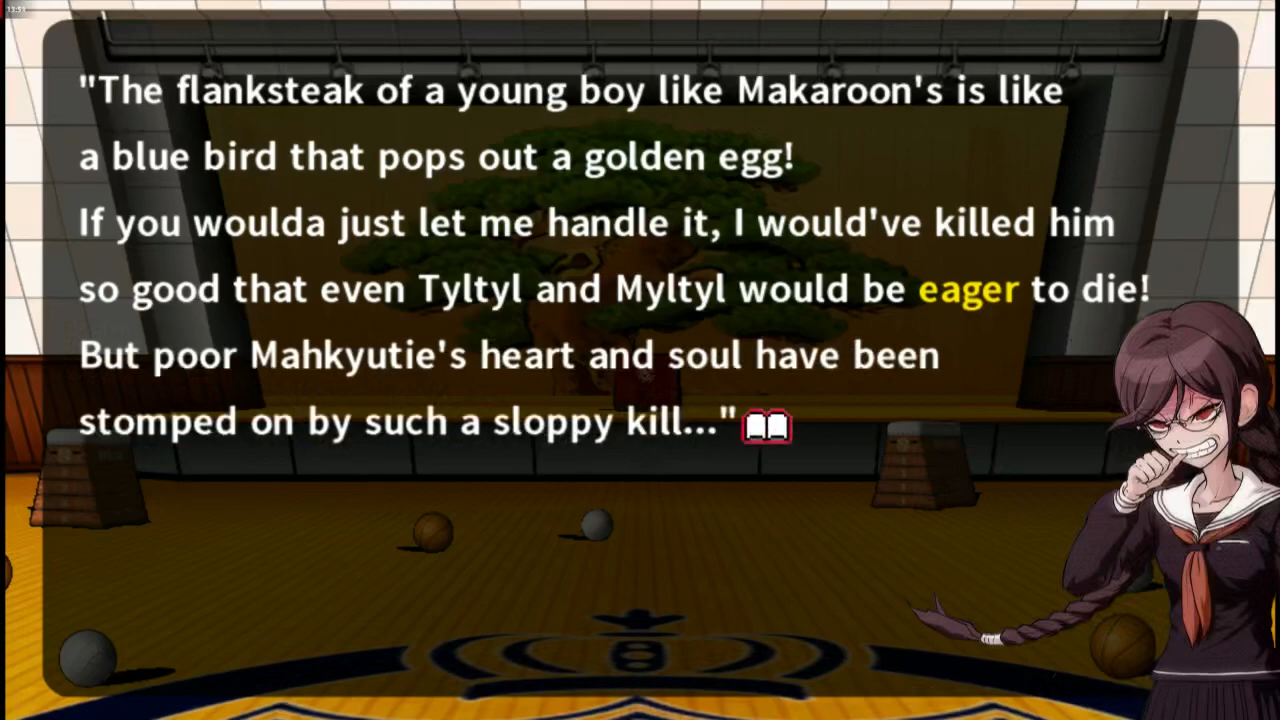 13:51
"The flanksteak of a young boy like Makaroon's is like
a blue bird that pops out a golden egg!
If you woulda just let me handle it, I would've killed him
so good that even Tyltyl and Myltyl would be eager to die!
But poor Mahkyutie's heart and soul have been
stomped on by such a sloppy kill..."